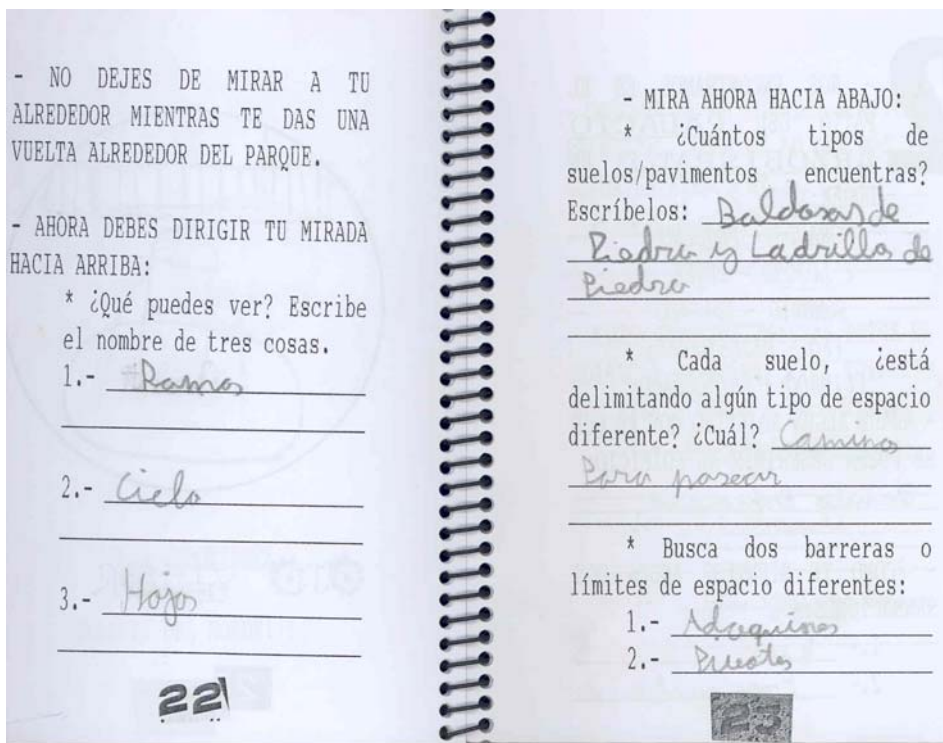 - NO DEJES DE MIRAR A TU
ALREDEDOR MIENTRAS TE DAS UNA
VUELTA ALREDEDOR DEL PARQUE.
- AHORA DEBES DIRIGIR TU MIRADA
HACIA ARRIBA:
* ¿Qué puedes ver? Escribe
el nombre de tres cosas.
1.- Ramas
2.- Cielo
3.- Hojas
22
- MIRA AHORA HACIA ABAJO:
* ¿Cuántos tipos de
suelos/pavimentos encuentras?
Escríbelos: Baldosas de
Piedra y Ladrillos de
Piedra
* Cada suelo, ¿está
delimitando algún tipo de espacio
diferente? ¿Cuál? Caminos
Para pasear
* Busca dos barreras o
límites de espacio diferentes:
1.- Adoquines
2.-
23